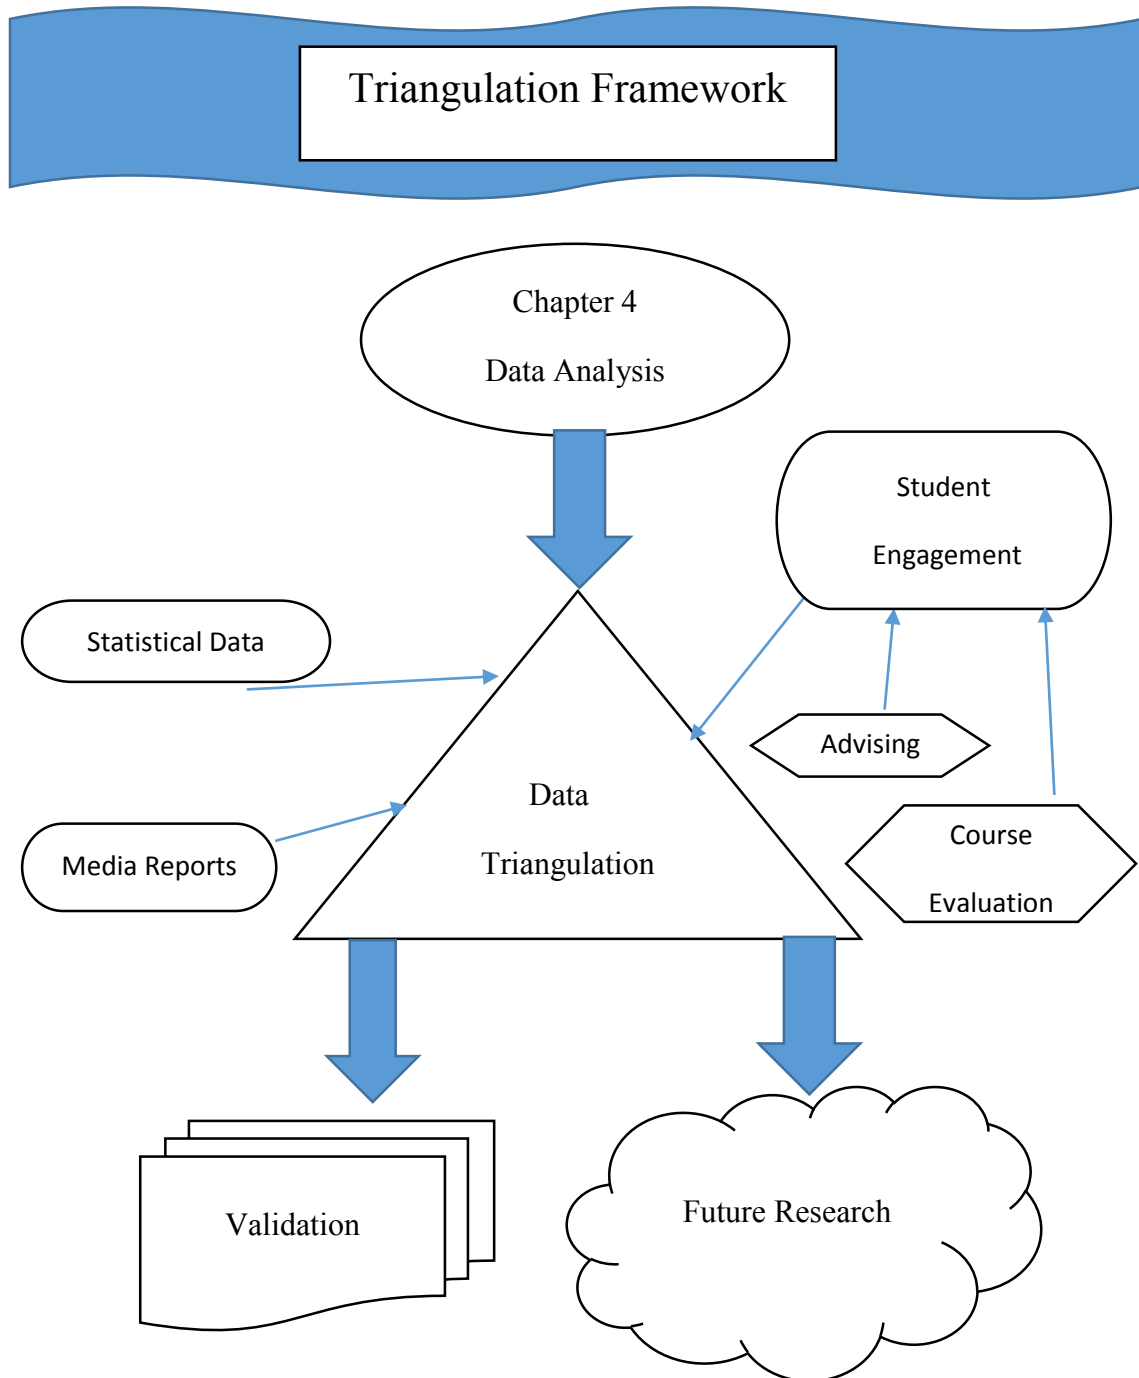 Triangulation Framework
Chapter 4
Data Analysis
Student
Engagement
Statistical Data
Advising
Data
Triangulation
Media Reports
Course
Evaluation
Validation
Future Research